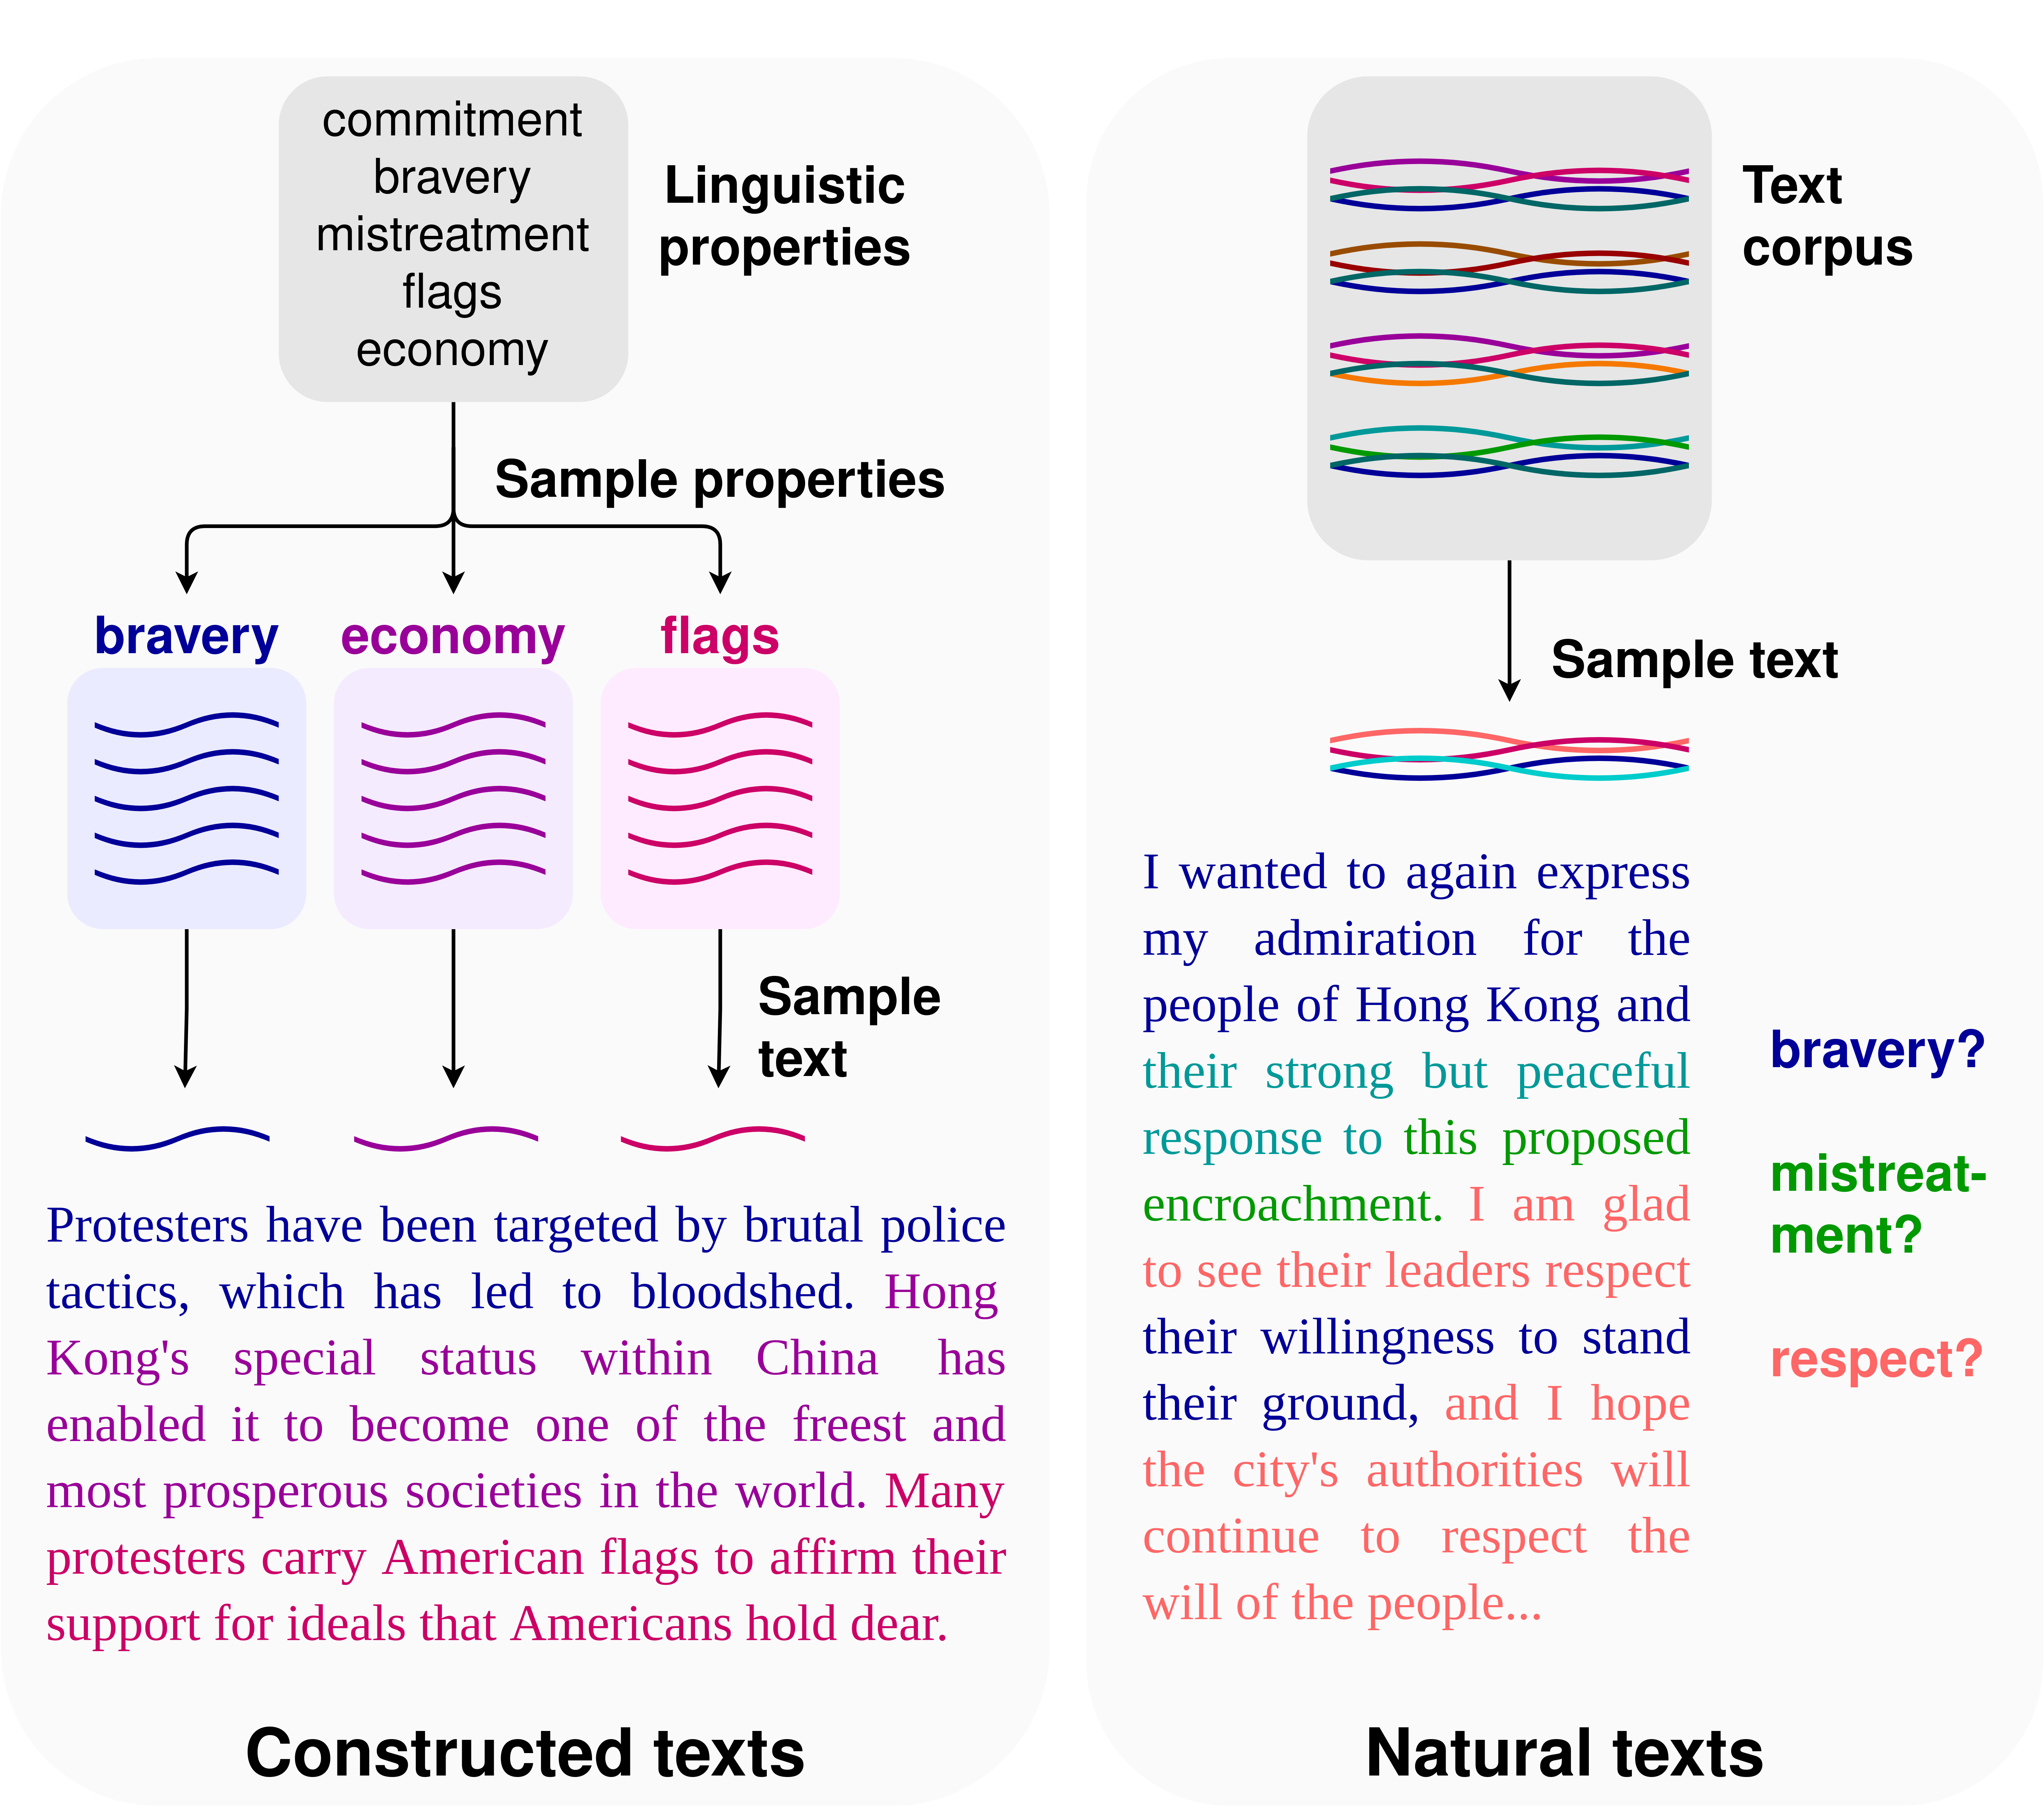 commitment
bravery
mistreatment
flags
economy
Linguistic
properties
Sample properties
bravery
economy
flags
Sample
text
Protesters have been targeted by brutal police
tactics, which has led to bloodshed. Hong
Kong's special status within China has
enabled it to become one of the freest and
most prosperous societies in the world. Many
protesters carry American flags to affirm their
support for ideals that Americans hold dear.
Constructed texts
Text
corpus
Sample text
I wanted to again express
my admiration for the
people of Hong Kong and
their strong but peaceful
response to this proposed
encroachment. I am glad
to see their leaders respect
their willingness to stand
their ground, and I hope
the city's authorities will
continue to respect the
will of the people...
bravery?
mistreat-
ment?
respect?
Natural texts